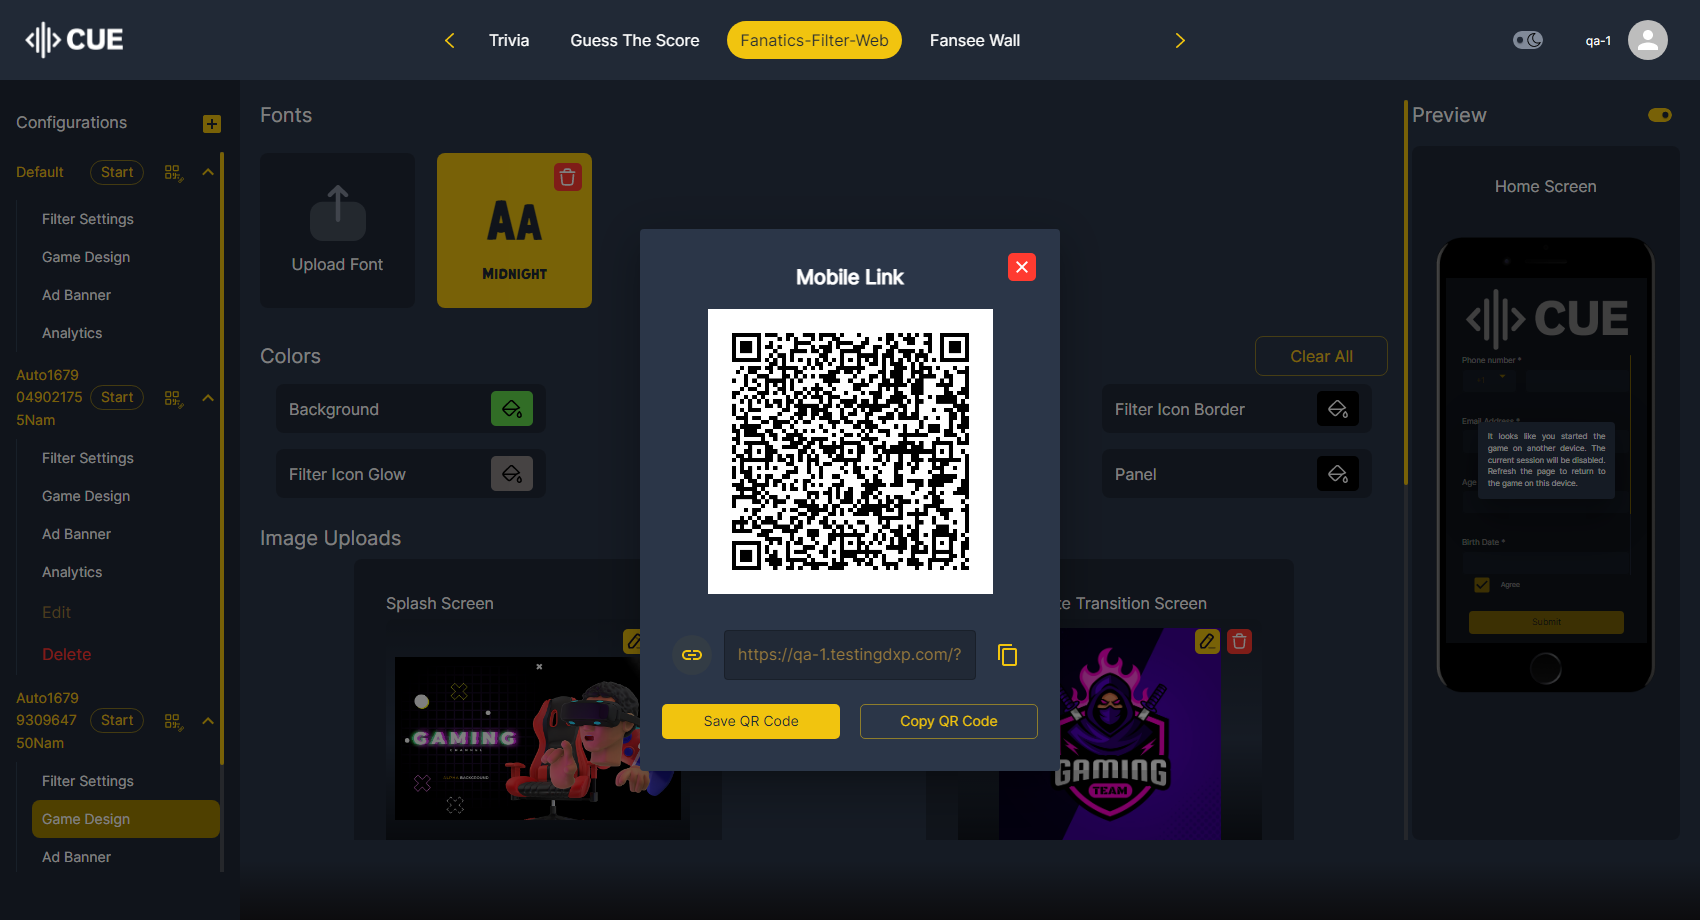 CUE
Trivia
Guess The Score
Fanatics-Filter-Web
Fansee Wall
qa-1
Configurations
Default
Start
Filter Settings
Game Design
Ad Banner
Analytics
Auto1679
04902175
5Nam
Start
Filter Settings
Game Design
Ad Banner
Analytics
Edit
Delete
Auto1679
9309647
50Nam
Start
Filter Settings
Game Design
Ad Banner
Fonts
Upload Font
AA
MIDNIGHT
Colors
Clear All
Background
Filter Icon Glow
Filter Icon Border
Panel
Image Uploads
Splash Screen
GAMING
CHANNEL
ALPHA BACKGROUND
Transition Screen
GAMING
TEAM
Mobile Link
https://qa-1.testingdxp.com/?
Save QR Code
Copy QR Code
Preview
Home Screen
CUE
Phone number *
+1
Email Address *
It looks like you started the
game on another device. The
current session will be disabled.
Refresh the page to return to
the game on this device.
Age
Birth Date *
Agree
Submit